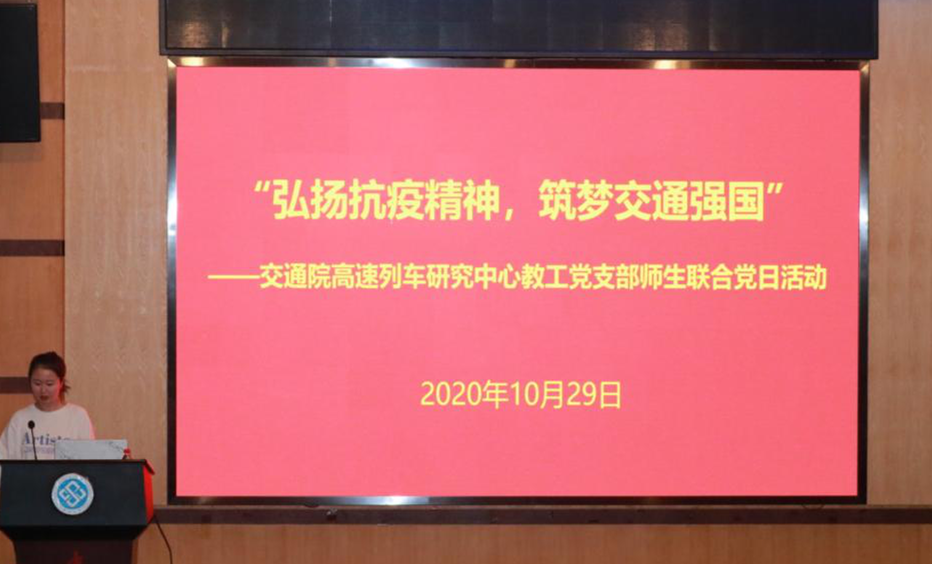 “弘扬抗疫精神，筑梦交通强国”
——交通院高速列车研究中心教工党支部师生联合党日活动
2020年10月29日
Artists